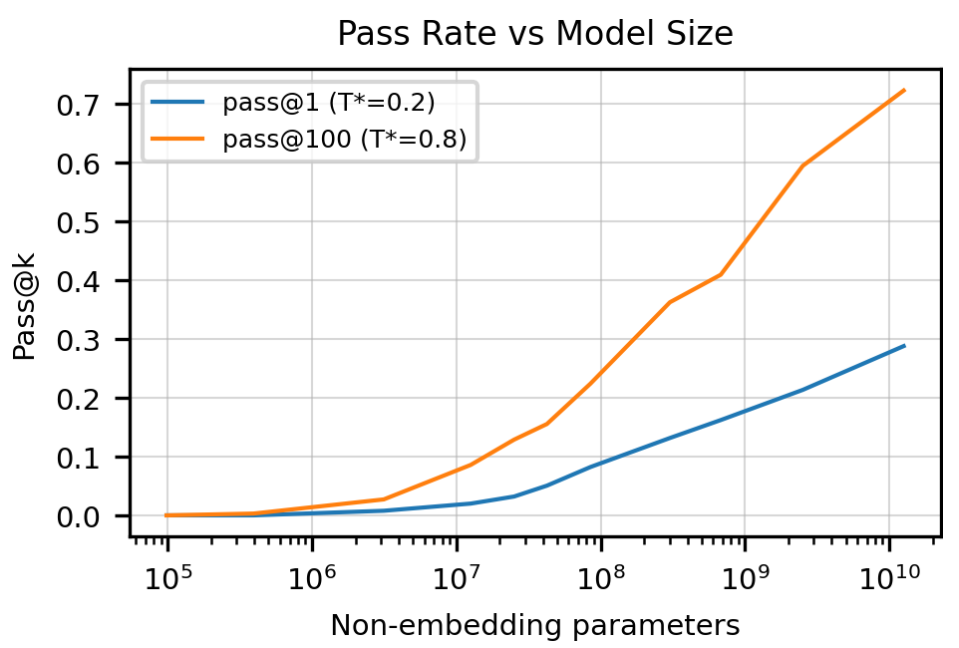 Pass Rate vs Model Size
pass@1 (T*=0.2)
pass@100 (T*=0.8)
Pass@k
0.7
0.6
0.5
0.4
0.3
0.2
0.1
0.0
10⁵ 10⁶ 10⁷ 10⁸ 10⁹ 10¹⁰
Non-embedding parameters